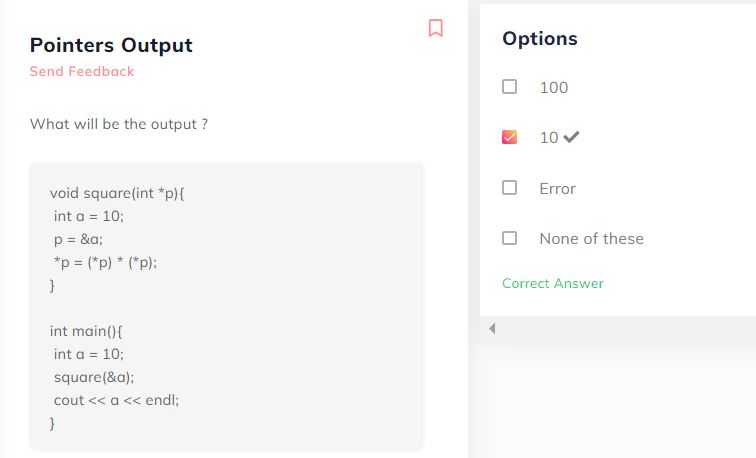 Pointers Output
Send Feedback
What will be the output ?
void square(int *p){
int a = 10;
p = &a;
*p = (*p) * (*p);
}
int main(){
int a = 10;
square(&a);
cout << a << endl;
}
Options
100
10
Error
None of these
Correct Answer